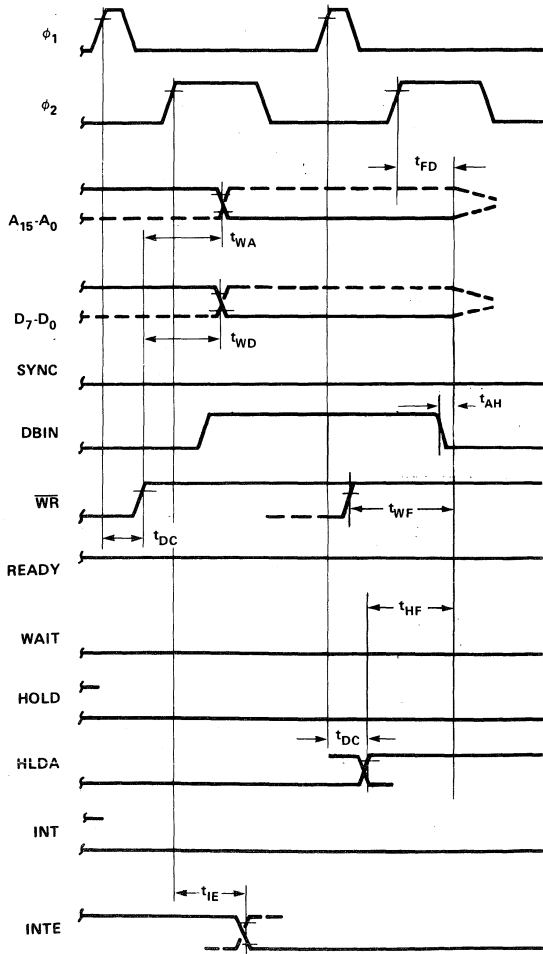 ϕ1
ϕ2
tFD
A15-A0
tWA
D7-D0
tWD
SYNC
tAH
DBIN
WR
tWF
tDC
READY
tHF
WAIT
HOLD
tDC
HLDA
INT
tIE
INTE